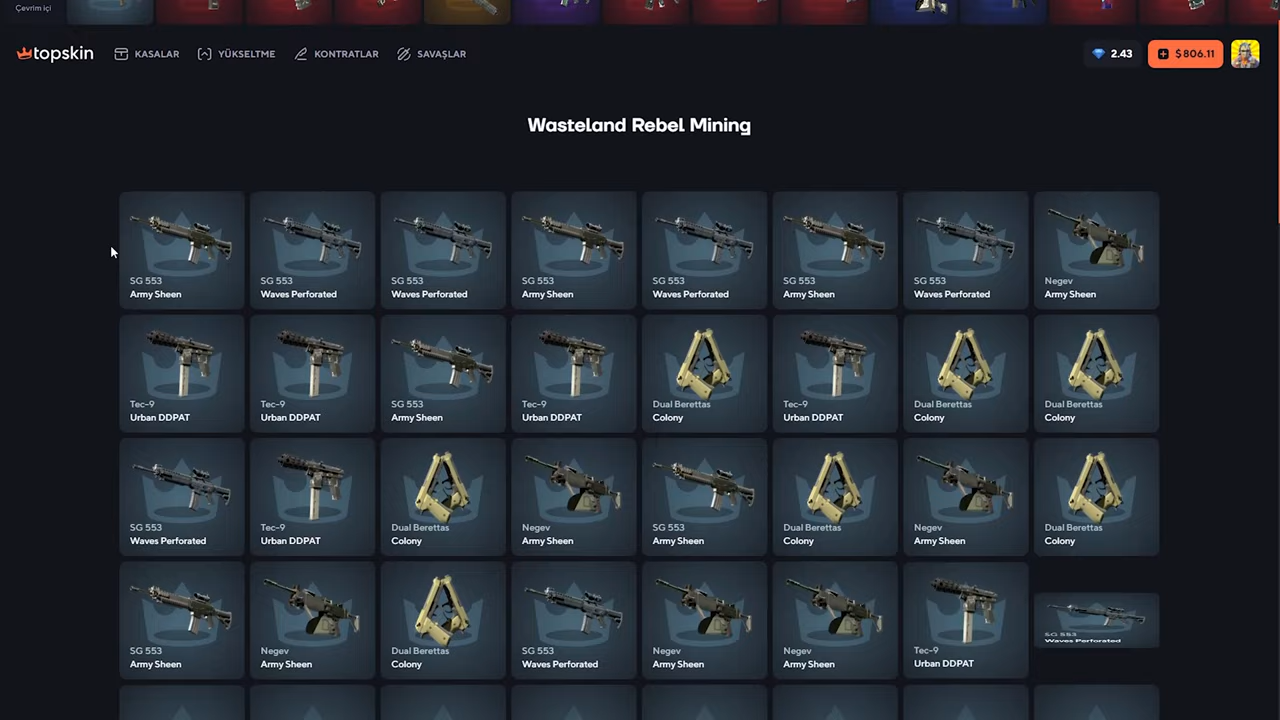 Çevrim içi
topskin KASALAR YÜKSELTME KONTRATLAR SAVAŞLAR 2.43 $806.11
Wasteland Rebel Mining
SG 553 SG 553 SG 553 SG 553 SG 553 SG 553 SG 553 Negev
Army Sheen Waves Perforated Waves Perforated Army Sheen Waves Perforated Army Sheen Waves Perforated Army Sheen
Tec-9 Tec-9 SG 553 Tec-9 Dual Berettas Tec-9 Dual Berettas Dual Berettas
Urban DDPAT Urban DDPAT Army Sheen Urban DDPAT Colony Urban DDPAT Colony Colony
SG 553 Tec-9 Dual Berettas Negev SG 553 Dual Berettas Negev Dual Berettas
Waves Perforated Urban DDPAT Colony Army Sheen Army Sheen Colony Army Sheen Colony
SG 553 Negev Dual Berettas SG 553 Negev Negev Tec-9 SG 553
Army Sheen Army Sheen Colony Waves Perforated Army Sheen Army Sheen Urban DDPAT Waves Perforated